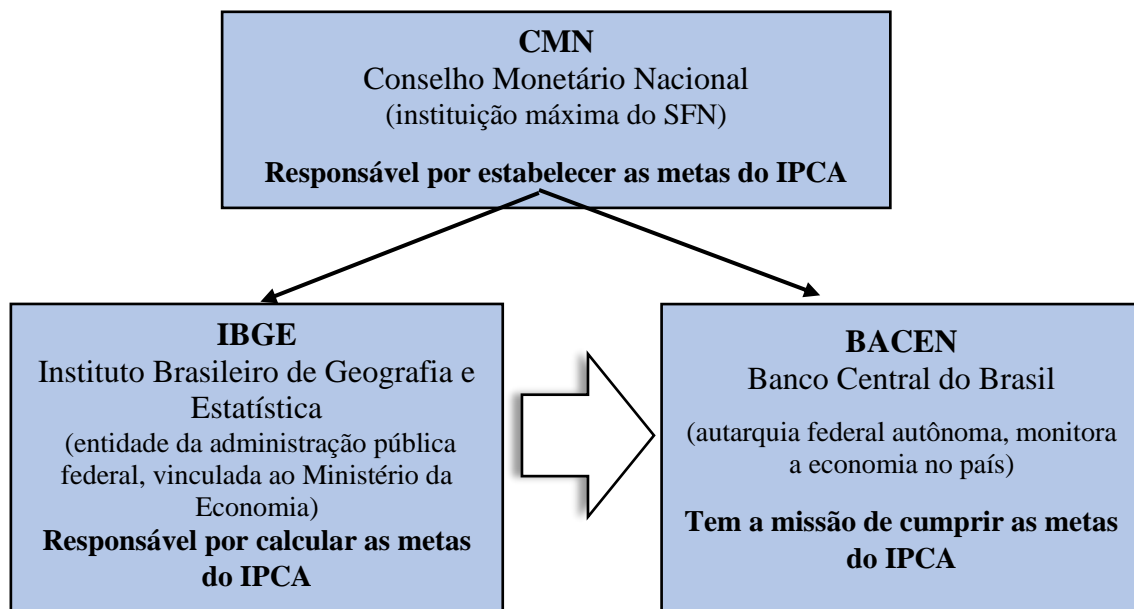 CMN
Conselho Monetário Nacional
(instituição máxima do SFN)
Responsável por estabelecer as metas do IPCA
IBGE
Instituto Brasileiro de Geografia e
Estatística
(entidade da administração pública
federal, vinculada ao Ministério da
Economia)
Responsável por calcular as metas
do IPCA
BACEN
Banco Central do Brasil
(autarquia federal autônoma, monitora
a economia no país)
Tem a missão de cumprir as metas
do IPCA